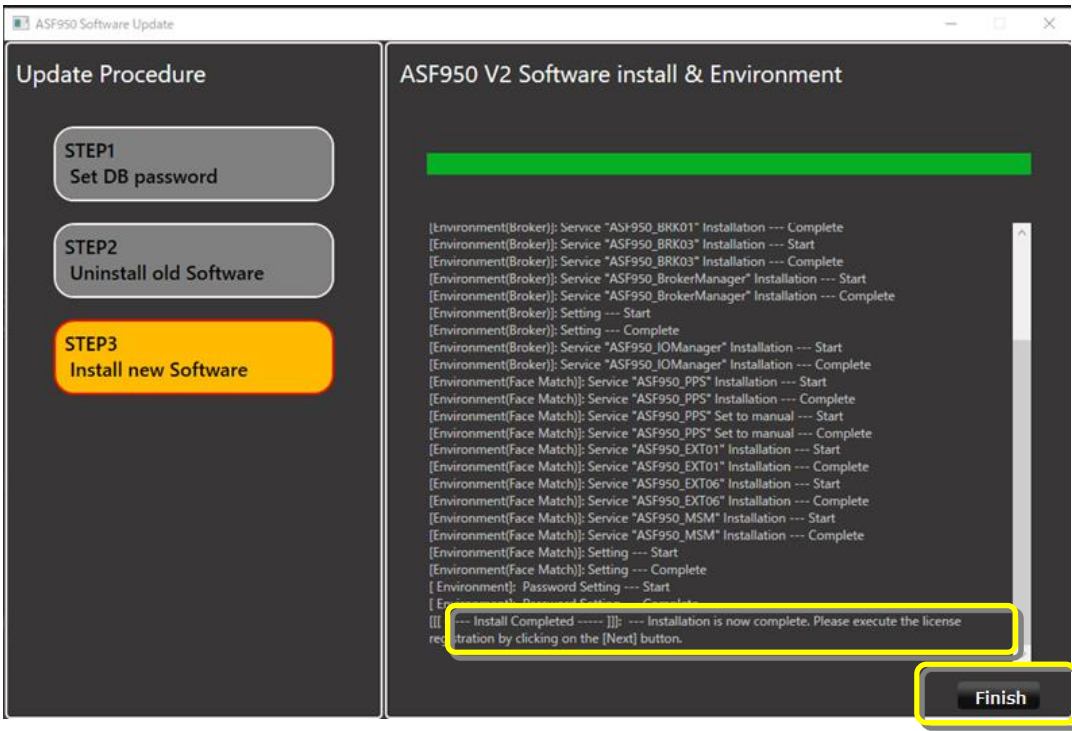 ASF950 Software Update
Update Procedure
STEP1
Set DB password
STEP2
Uninstall old Software
STEP3
Install new Software
ASF950 V2 Software install & Environment
[Environment(Broker)]: Service "ASF950_BRK01" Installation --- Complete
[Environment(Broker)]: Service "ASF950_BRK03" Installation --- Start
[Environment(Broker)]: Service "ASF950_BRK03" Installation --- Complete
[Environment(Broker)]: Service "ASF950_BrokerManager" Installation --- Start
[Environment(Broker)]: Service "ASF950_BrokerManager" Installation --- Complete
[Environment(Broker)]: Setting --- Start
[Environment(Broker)]: Setting --- Complete
[Environment(Broker)]: Service "ASF950_IOManager" Installation --- Start
[Environment(Broker)]: Service "ASF950_IOManager" Installation --- Complete
[Environment(Face Match)]: Service "ASF950_PPS" Installation --- Start
[Environment(Face Match)]: Service "ASF950_PPS" Installation --- Complete
[Environment(Face Match)]: Service "ASF950_PPS" Set to manual --- Start
[Environment(Face Match)]: Service "ASF950_PPS" Set to manual --- Complete
[Environment(Face Match)]: Service "ASF950_EXT01" Installation --- Start
[Environment(Face Match)]: Service "ASF950_EXT01" Installation --- Complete
[Environment(Face Match)]: Service "ASF950_EXT06" Installation --- Start
[Environment(Face Match)]: Service "ASF950_EXT06" Installation --- Complete
[Environment(Face Match)]: Service "ASF950_MSM" Installation --- Start
[Environment(Face Match)]: Service "ASF950_MSM" Installation --- Complete
[Environment(Face Match)]: Setting --- Start
[Environment(Face Match)]: Setting --- Complete
[ Environment]: Password Setting --- Start
[ Environment]: Password Setting --- Complete
[[[ ----- Install Completed ----- ]]]: --- Installation is now complete. Please execute the license
registration by clicking on the [Next] button.
Finish